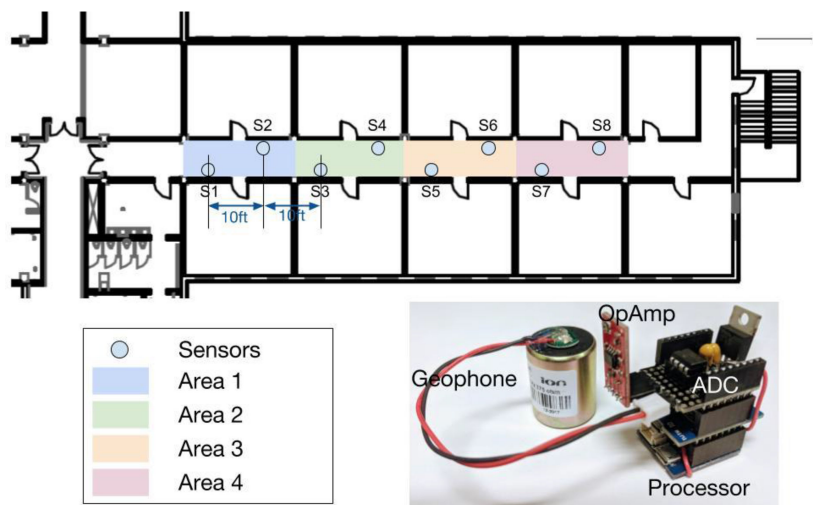 S2 S4 S6 S8
S1 S3 S5 S7
10ft 10ft
Sensors
Area 1
Area 2
Area 3
Area 4
OpAmp
Geophone
ion
ADC
Processor